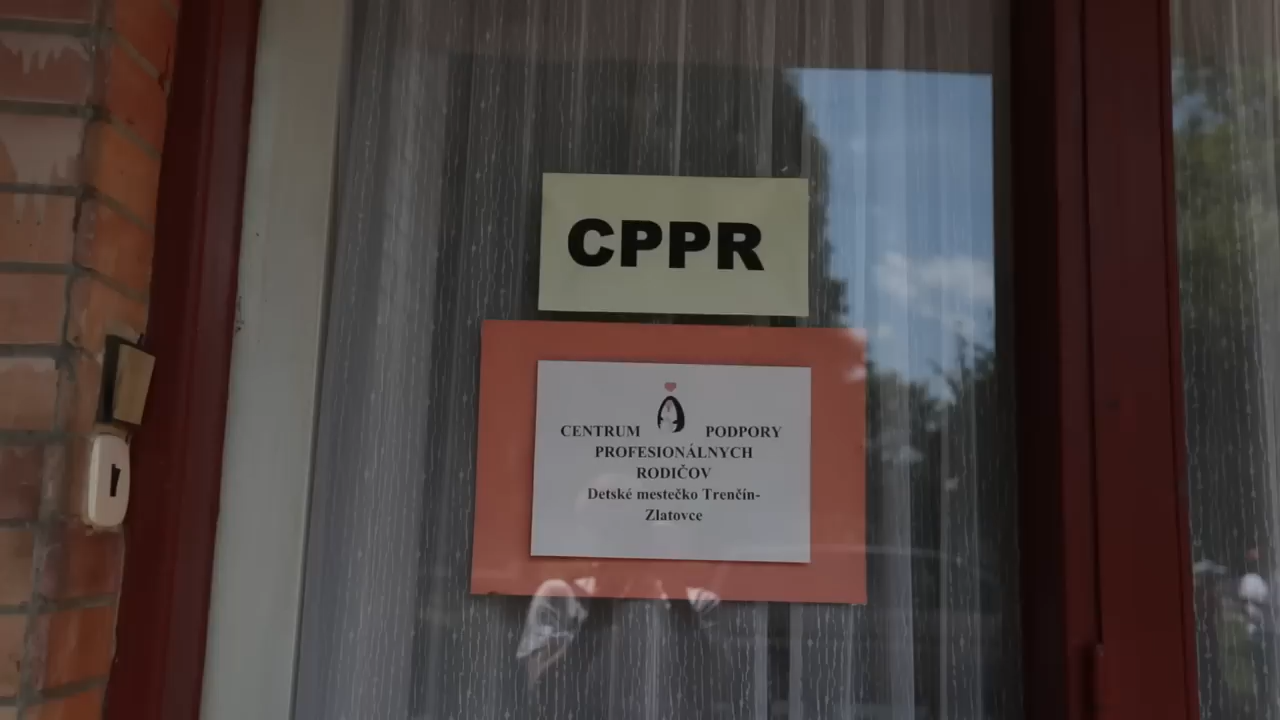 CPPR
CENTRUM PODPORY
PROFESIONÁLNYCH
RODIČOV
Detské mestečko Trenčín-
Zlatovce